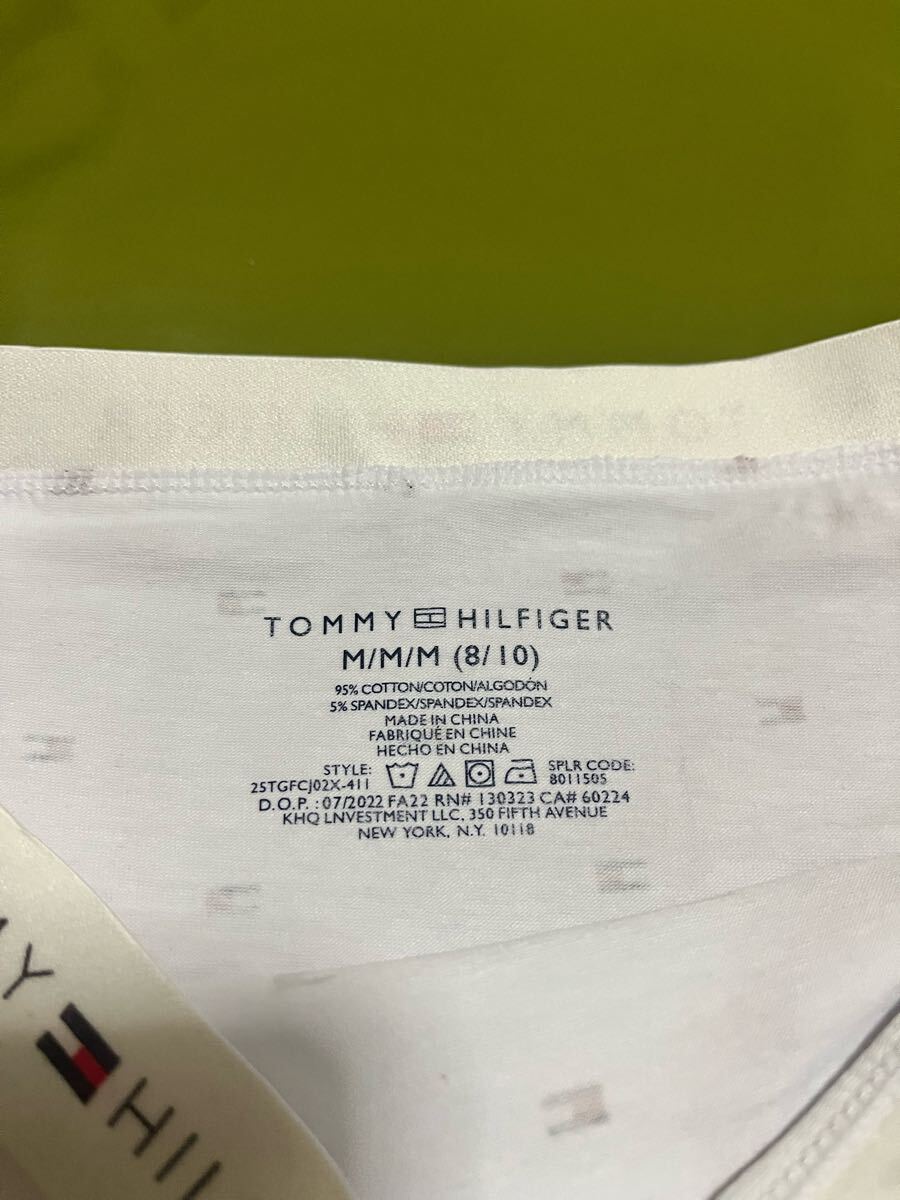 TOMMY HILFIGER
M/M/M (8/10)
95% COTTON/COTON/ALGODÓN
5% SPANDEX/SPANDEX/SPANDEX
MADE IN CHINA
FABRIQUÉ EN CHINE
HECHO EN CHINA
STYLE: SPLR CODE:
25TGFCJ02X-411 8011505
D.O.P. : 07/2022 FA22 RN# 130323 CA# 60224
KHQ LNVESTMENT LLC, 350 FIFTH AVENUE
NEW YORK, N.Y. 10118
MY HIL